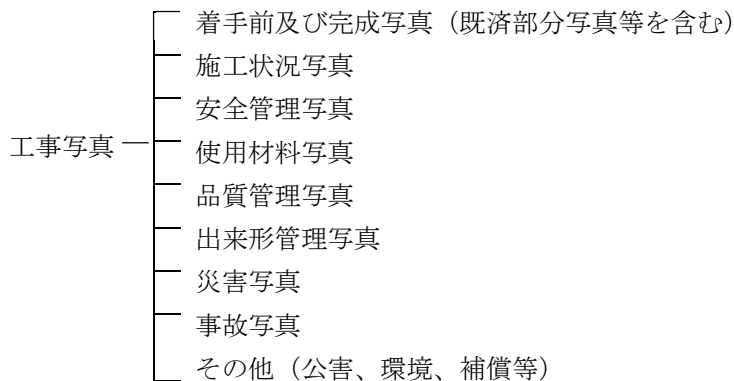 着手前及び完成写真（既済部分写真等を含む）
施工状況写真
安全管理写真
工事写真
使用材料写真
品質管理写真
出来形管理写真
災害写真
事故写真
その他（公害、環境、補償等）